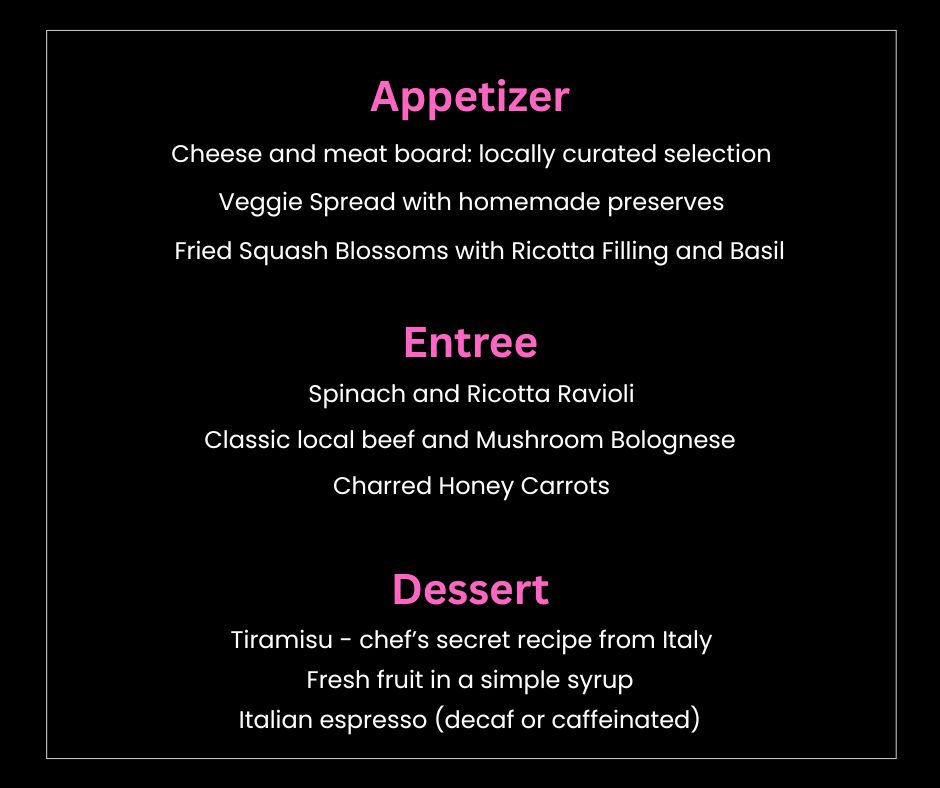 Appetizer
Cheese and meat board: locally curated selection
Veggie Spread with homemade preserves
Fried Squash Blossoms with Ricotta Filling and Basil
Entree
Spinach and Ricotta Ravioli
Classic local beef and Mushroom Bolognese
Charred Honey Carrots
Dessert
Tiramisu - chef’s secret recipe from Italy
Fresh fruit in a simple syrup
Italian espresso (decaf or caffeinated)